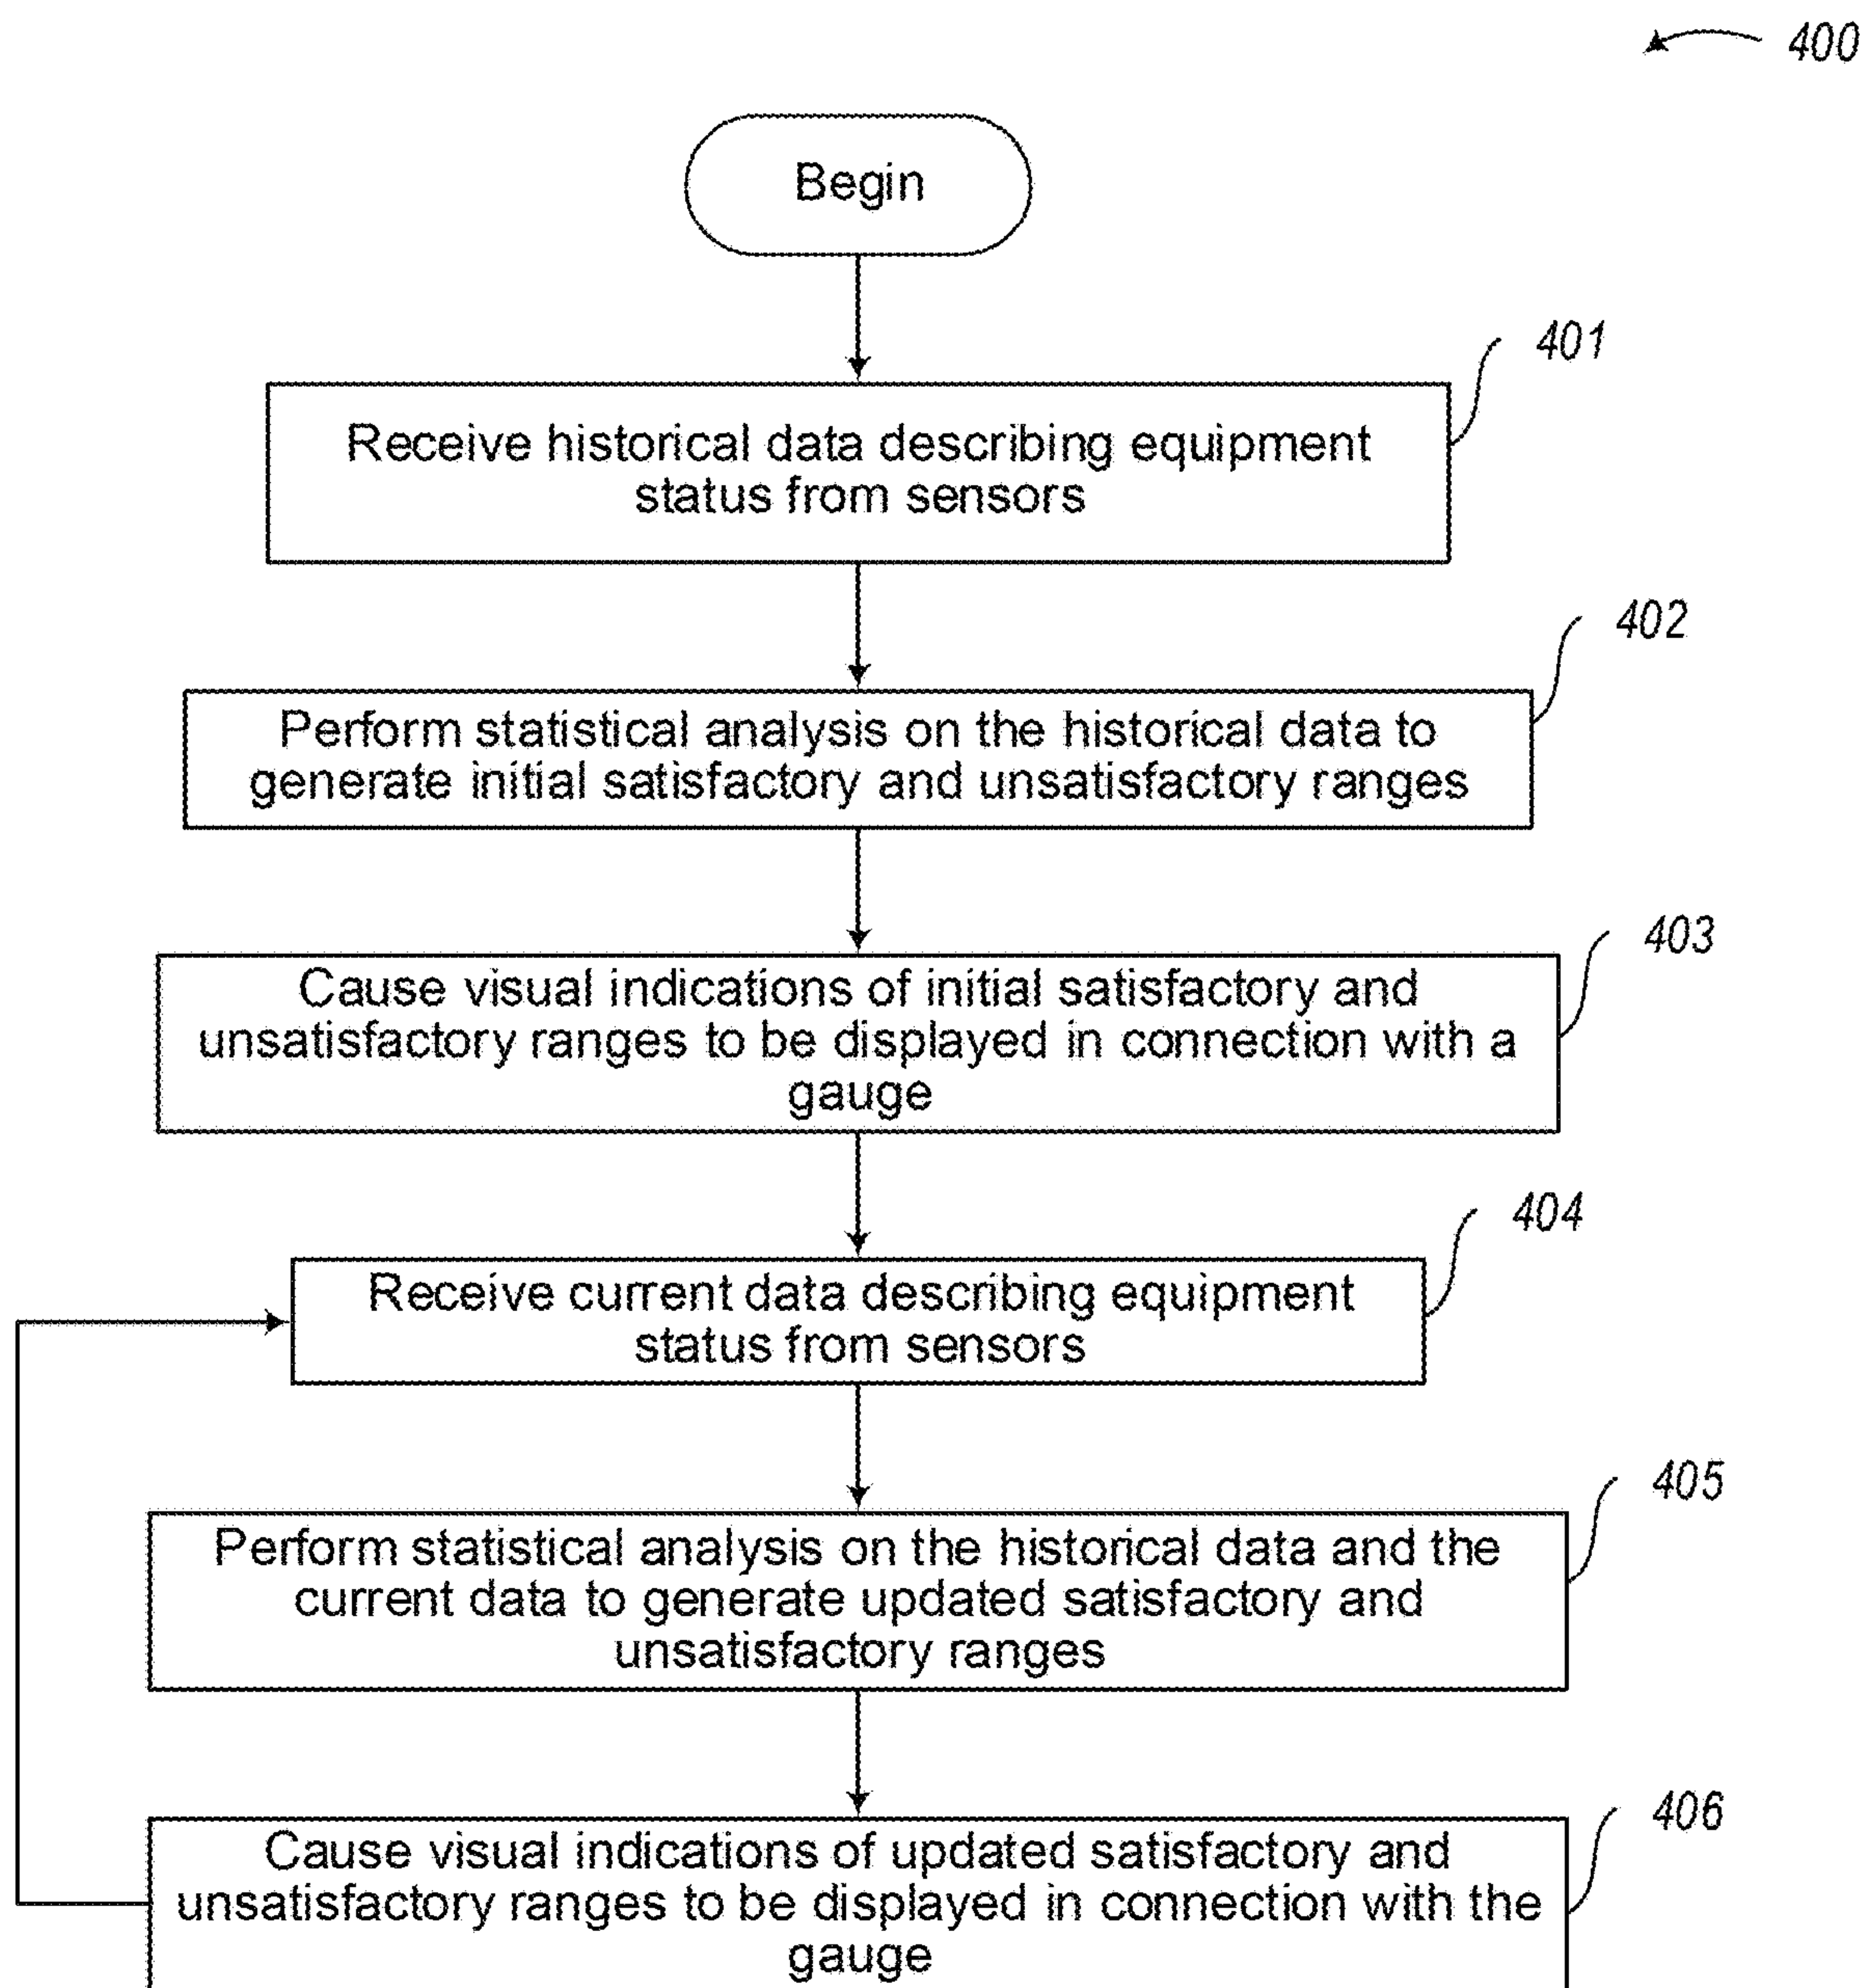 400
Begin
401
Receive historical data describing equipment
status from sensors
402
Perform statistical analysis on the historical data to
generate initial satisfactory and unsatisfactory ranges
403
Cause visual indications of initial satisfactory and
unsatisfactory ranges to be displayed in connection with a
gauge
404
Receive current data describing equipment
status from sensors
405
Perform statistical analysis on the historical data and the
current data to generate updated satisfactory and
unsatisfactory ranges
406
Cause visual indications of updated satisfactory and
unsatisfactory ranges to be displayed in connection with the
gauge